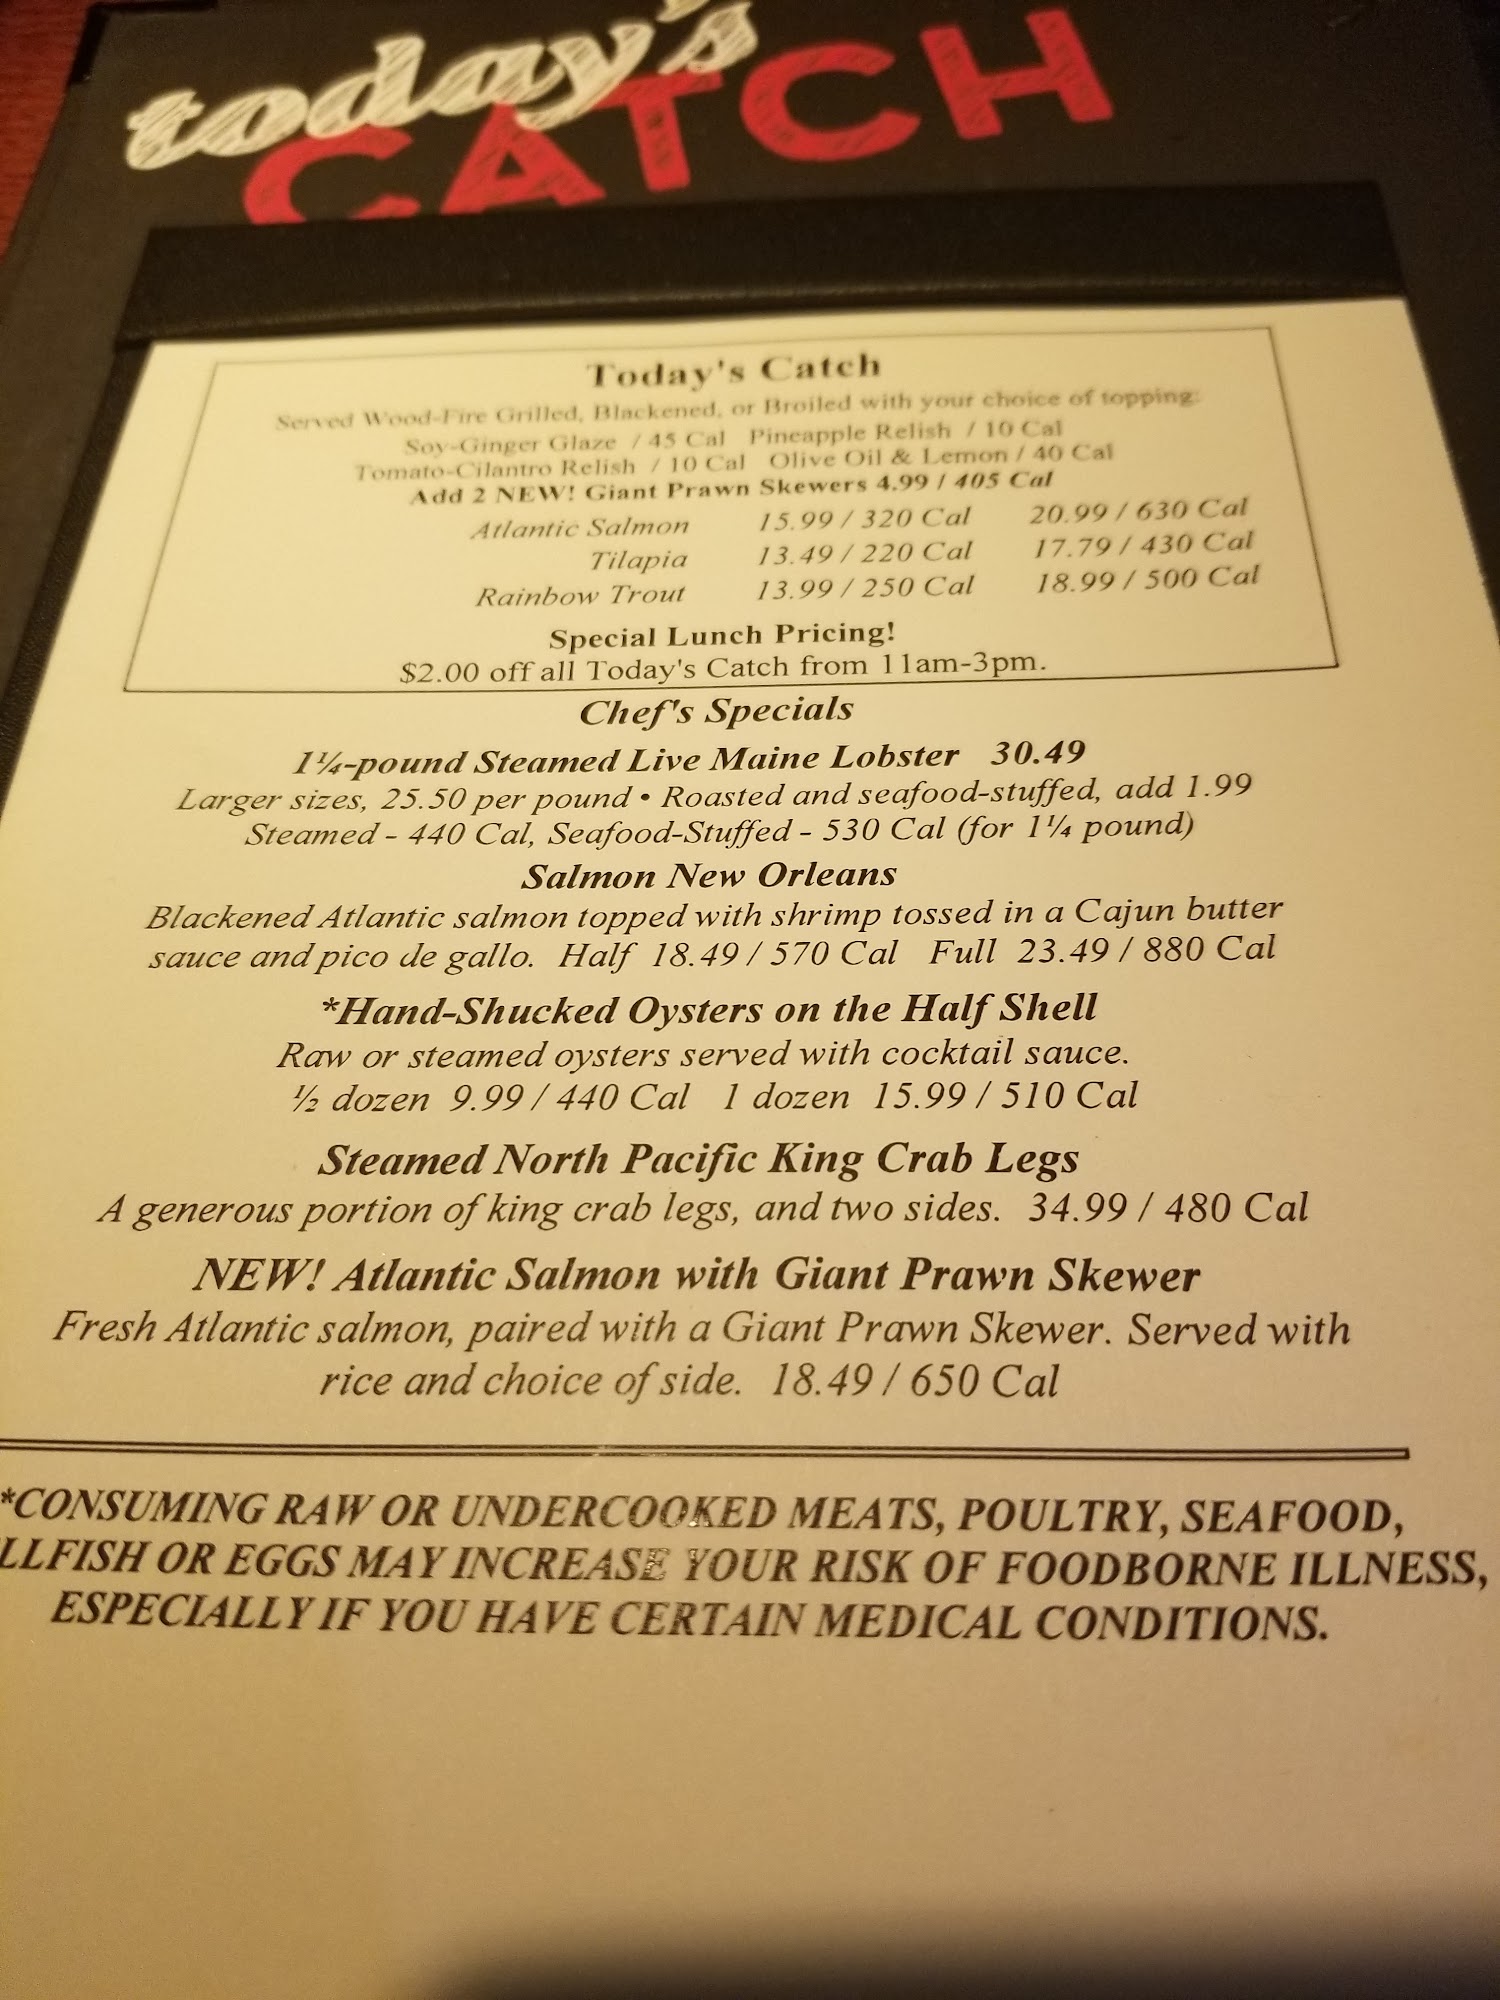 today's
CATCH
Today's Catch
Served Wood-Fire Grilled, Blackened, or Broiled with your choice of topping:
Soy-Ginger Glaze / 45 Cal Pineapple Relish / 10 Cal
Tomato-Cilantro Relish / 10 Cal Olive Oil & Lemon / 40 Cal
Add 2 NEW! Giant Prawn Skewers 4.99 / 405 Cal
Atlantic Salmon 15.99 / 320 Cal 20.99 / 630 Cal
Tilapia 13.49 / 220 Cal 17.79 / 430 Cal
Rainbow Trout 13.99 / 250 Cal 18.99 / 500 Cal
Special Lunch Pricing!
$2.00 off all Today's Catch from 11am-3pm.
Chef's Specials
1¼-pound Steamed Live Maine Lobster 30.49
Larger sizes, 25.50 per pound • Roasted and seafood-stuffed, add 1.99
Steamed - 440 Cal, Seafood-Stuffed - 530 Cal (for 1¼ pound)
Salmon New Orleans
Blackened Atlantic salmon topped with shrimp tossed in a Cajun butter
sauce and pico de gallo. Half 18.49 / 570 Cal Full 23.49 / 880 Cal
*Hand-Shucked Oysters on the Half Shell
Raw or steamed oysters served with cocktail sauce.
½ dozen 9.99 / 440 Cal 1 dozen 15.99 / 510 Cal
Steamed North Pacific King Crab Legs
A generous portion of king crab legs, and two sides. 34.99 / 480 Cal
NEW! Atlantic Salmon with Giant Prawn Skewer
Fresh Atlantic salmon, paired with a Giant Prawn Skewer. Served with
rice and choice of side. 18.49 / 650 Cal
*CONSUMING RAW OR UNDERCOOKED MEATS, POULTRY, SEAFOOD,
LLFISH OR EGGS MAY INCREASE YOUR RISK OF FOODBORNE ILLNESS,
ESPECIALLY IF YOU HAVE CERTAIN MEDICAL CONDITIONS.